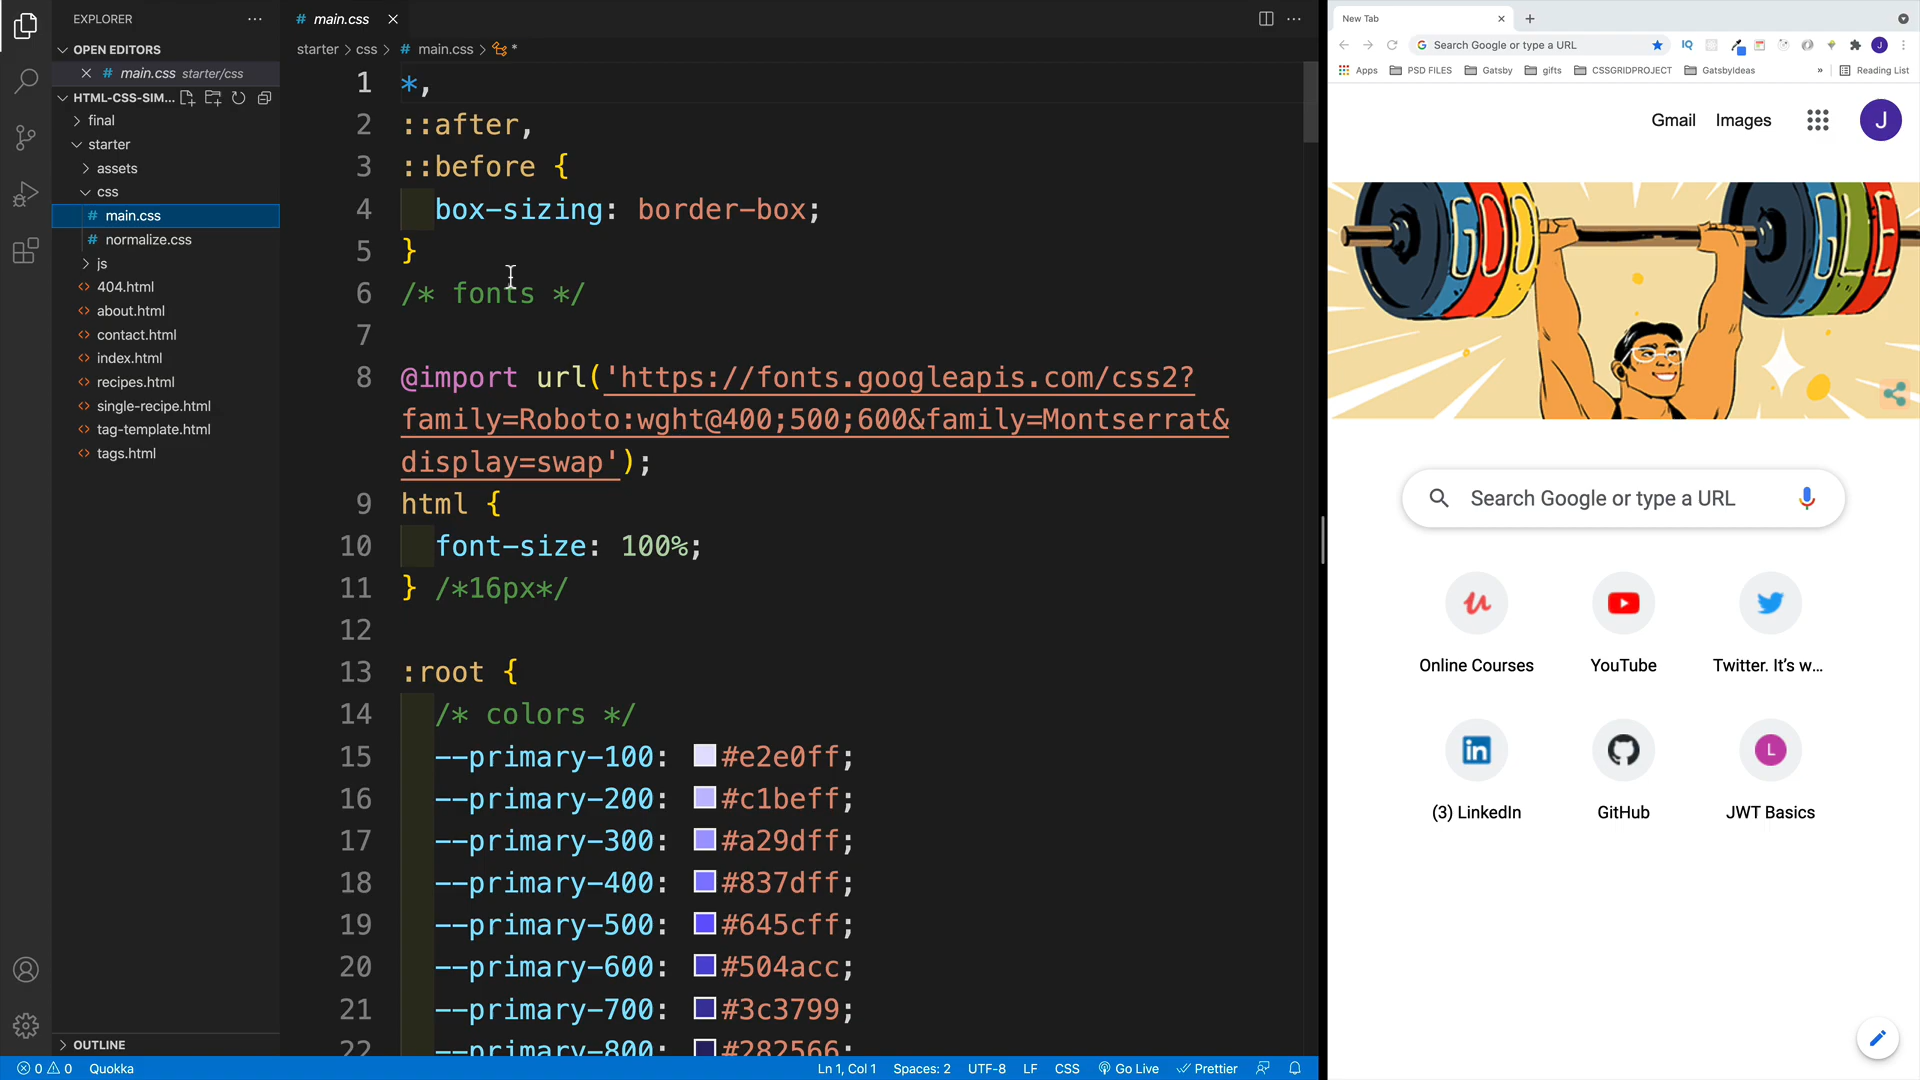 EXPLORER
OPEN EDITORS
main.css starter/css
HTML-CSS-SIM...
final
starter
assets
css
# main.css
# normalize.css
js
404.html
about.html
contact.html
index.html
recipes.html
single-recipe.html
tag-template.html
tags.html
OUTLINE
# main.css
starter > css > # main.css > *
1 *,
2 ::after,
3 ::before {
4 box-sizing: border-box;
5 }
6 /* fonts */
7
8 @import url('https://fonts.googleapis.com/css2?
family=Roboto:wght@400;500;600&family=Montserrat&
display=swap');
9 html {
10 font-size: 100%;
11 } /*16px*/
12
13 :root {
14 /* colors */
15 --primary-100: #e2e0ff;
16 --primary-200: #c1beff;
17 --primary-300: #a29dff;
18 --primary-400: #837dff;
19 --primary-500: #645cff;
20 --primary-600: #504acc;
21 --primary-700: #3c3799;
22 --primary-800: #282566;
0 0 Quokka Ln 1, Col 1 Spaces: 2 UTF-8 LF CSS Go Live Prettier
New Tab
Search Google or type a URL
IQ
J
Apps PSD FILES Gatsby gifts CSSGRIDPROJECT GatsbyIdeas » Reading List
Gmail Images J
GOO GLE
Search Google or type a URL
Online Courses YouTube Twitter. It's w...
in L
(3) LinkedIn GitHub JWT Basics